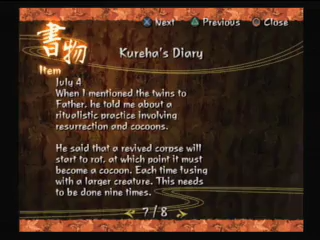 Next Previous Close
書物
Kureha's Diary
Item
July 4
When I mentioned the twins to
Father, he told me about a
ritualistic practice involving
resurrection and cocoons.
He said that a revived corpse will
start to rot, at which point it must
become a cocoon. Each time fusing
with a larger creature. This needs
to be done nine times.
7/8